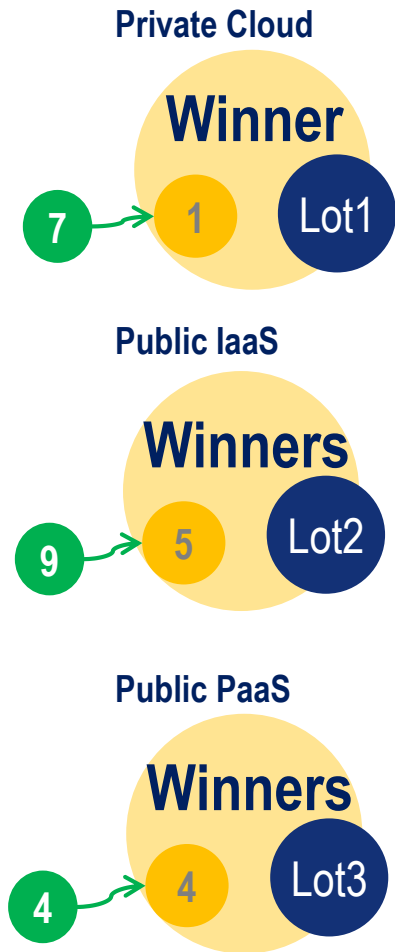 Private Cloud
Winner
7
1
Lot1
Public IaaS
Winners
9
5
Lot2
Public PaaS
Winners
4
4
Lot3